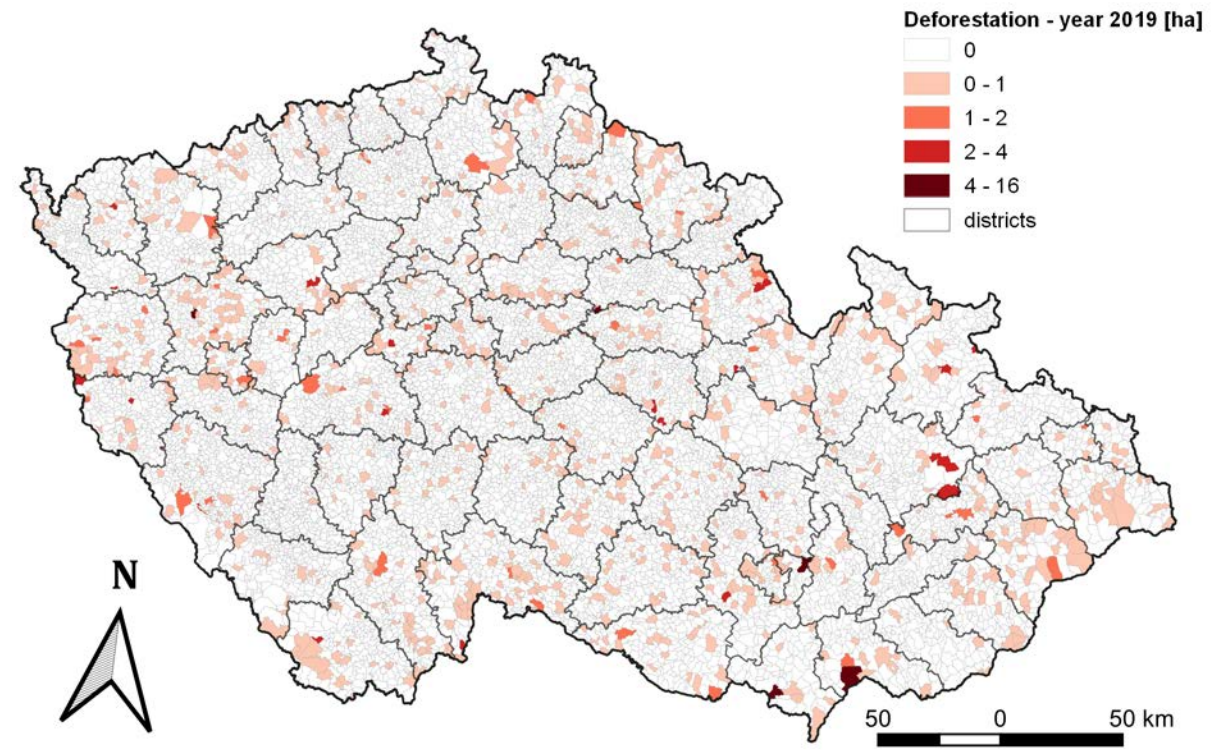 Deforestation - year 2019 [ha]
0
0 - 1
1 - 2
2 - 4
4 - 16
districts
N
50 0 50 km